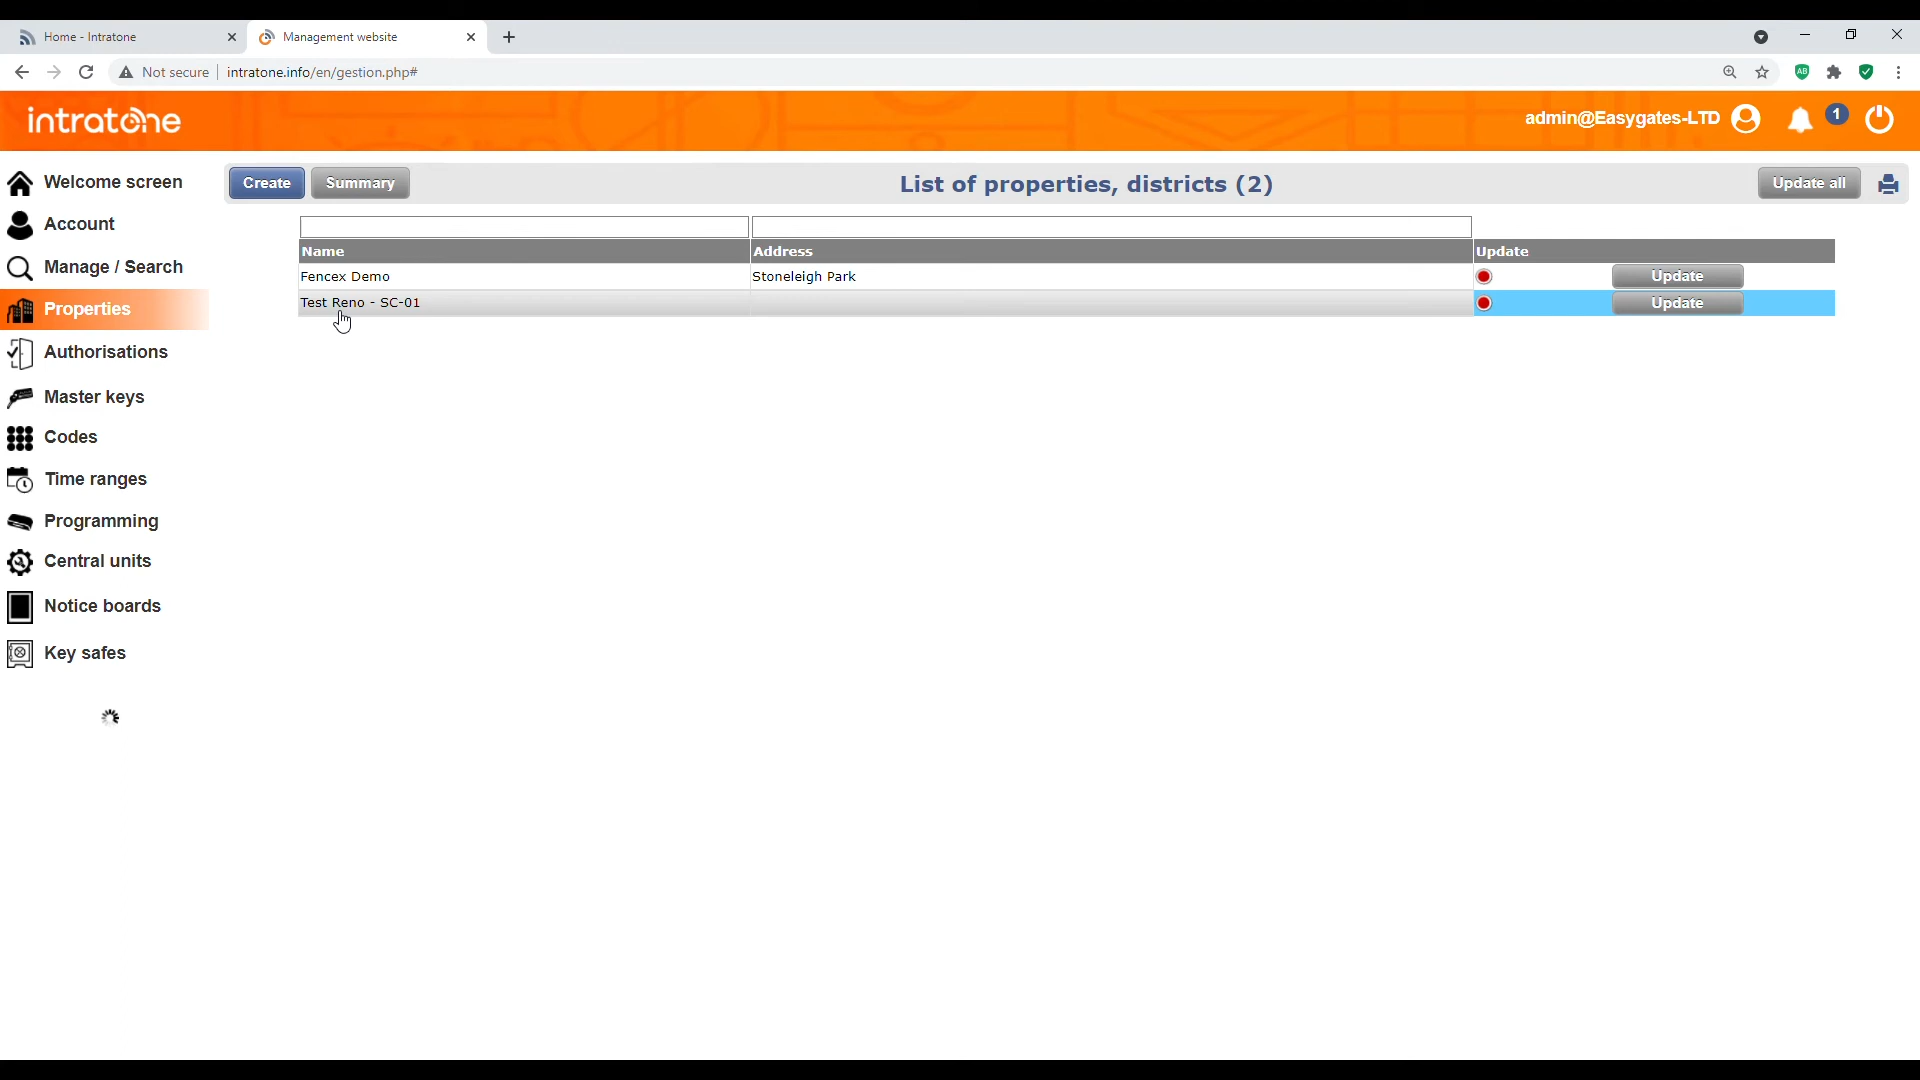 Home - Intratone
Management website
Not secure
intratone.info/en/gestion.php#
AB
intratone
admin@Easygates-LTD
1
Welcome screen
Account
Manage / Search
Properties
Authorisations
Master keys
Codes
Time ranges
Programming
Central units
Notice boards
Key safes
Create
Summary
List of properties, districts (2)
Update all
Name Address Update
Fencex Demo Stoneleigh Park Update
Test Reno - SC-01 Update